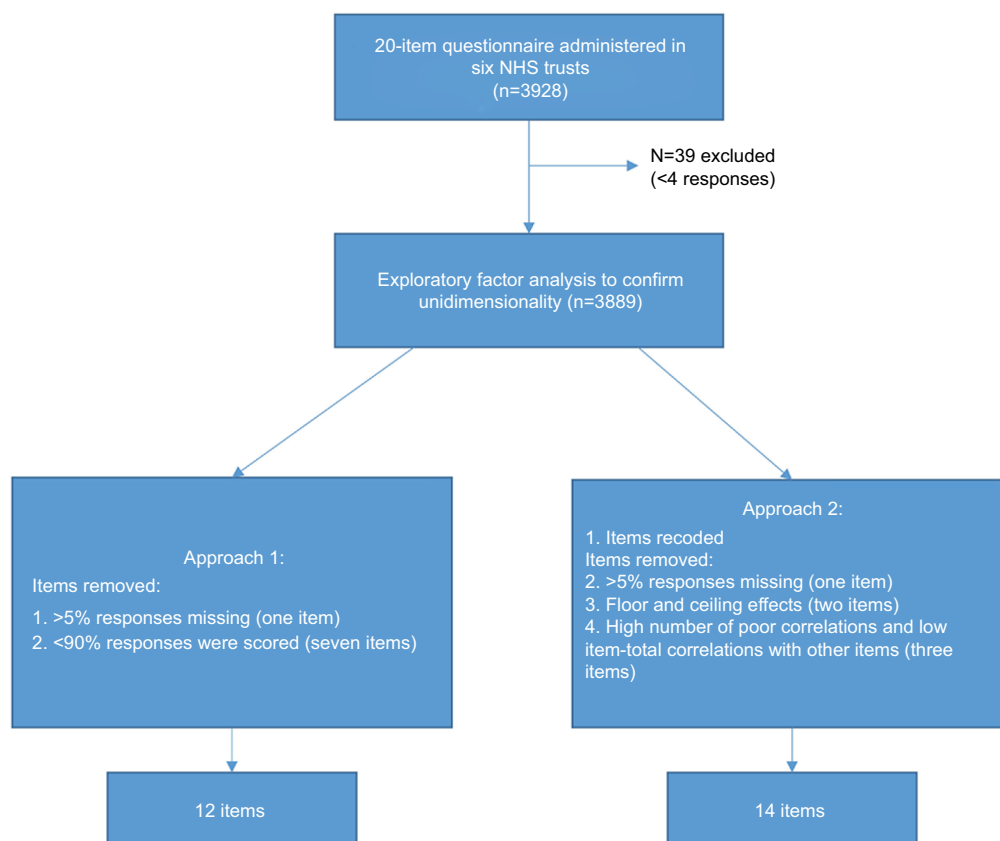 20-item questionnaire administered in
six NHS trusts
(n=3928)
N=39 excluded
(<4 responses)
Exploratory factor analysis to confirm
unidimensionality (n=3889)
Approach 1:
Items removed:
1. >5% responses missing (one item)
2. <90% responses were scored (seven items)
Approach 2:
1. Items recoded
Items removed:
2. >5% responses missing (one item)
3. Floor and ceiling effects (two items)
4. High number of poor correlations and low
item-total correlations with other items (three
items)
12 items
14 items